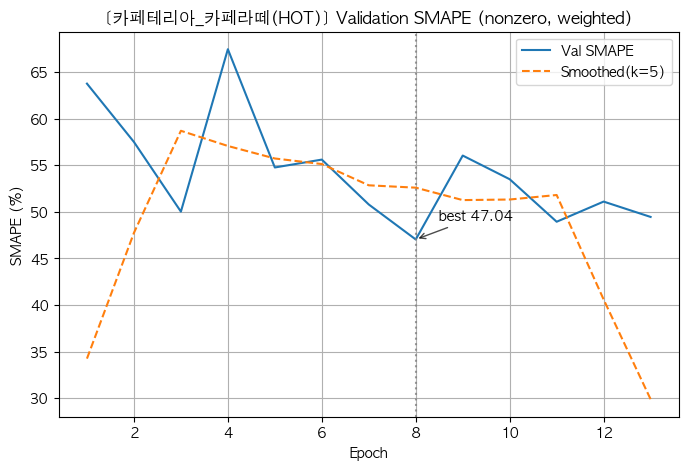 [카페테리아_카페라떼(HOT)] Validation SMAPE (nonzero, weighted)
Val SMAPE
Smoothed(k=5)
65
60
55
50
45
40
35
30
SMAPE (%)
best 47.04
2
4
6
8
10
12
Epoch